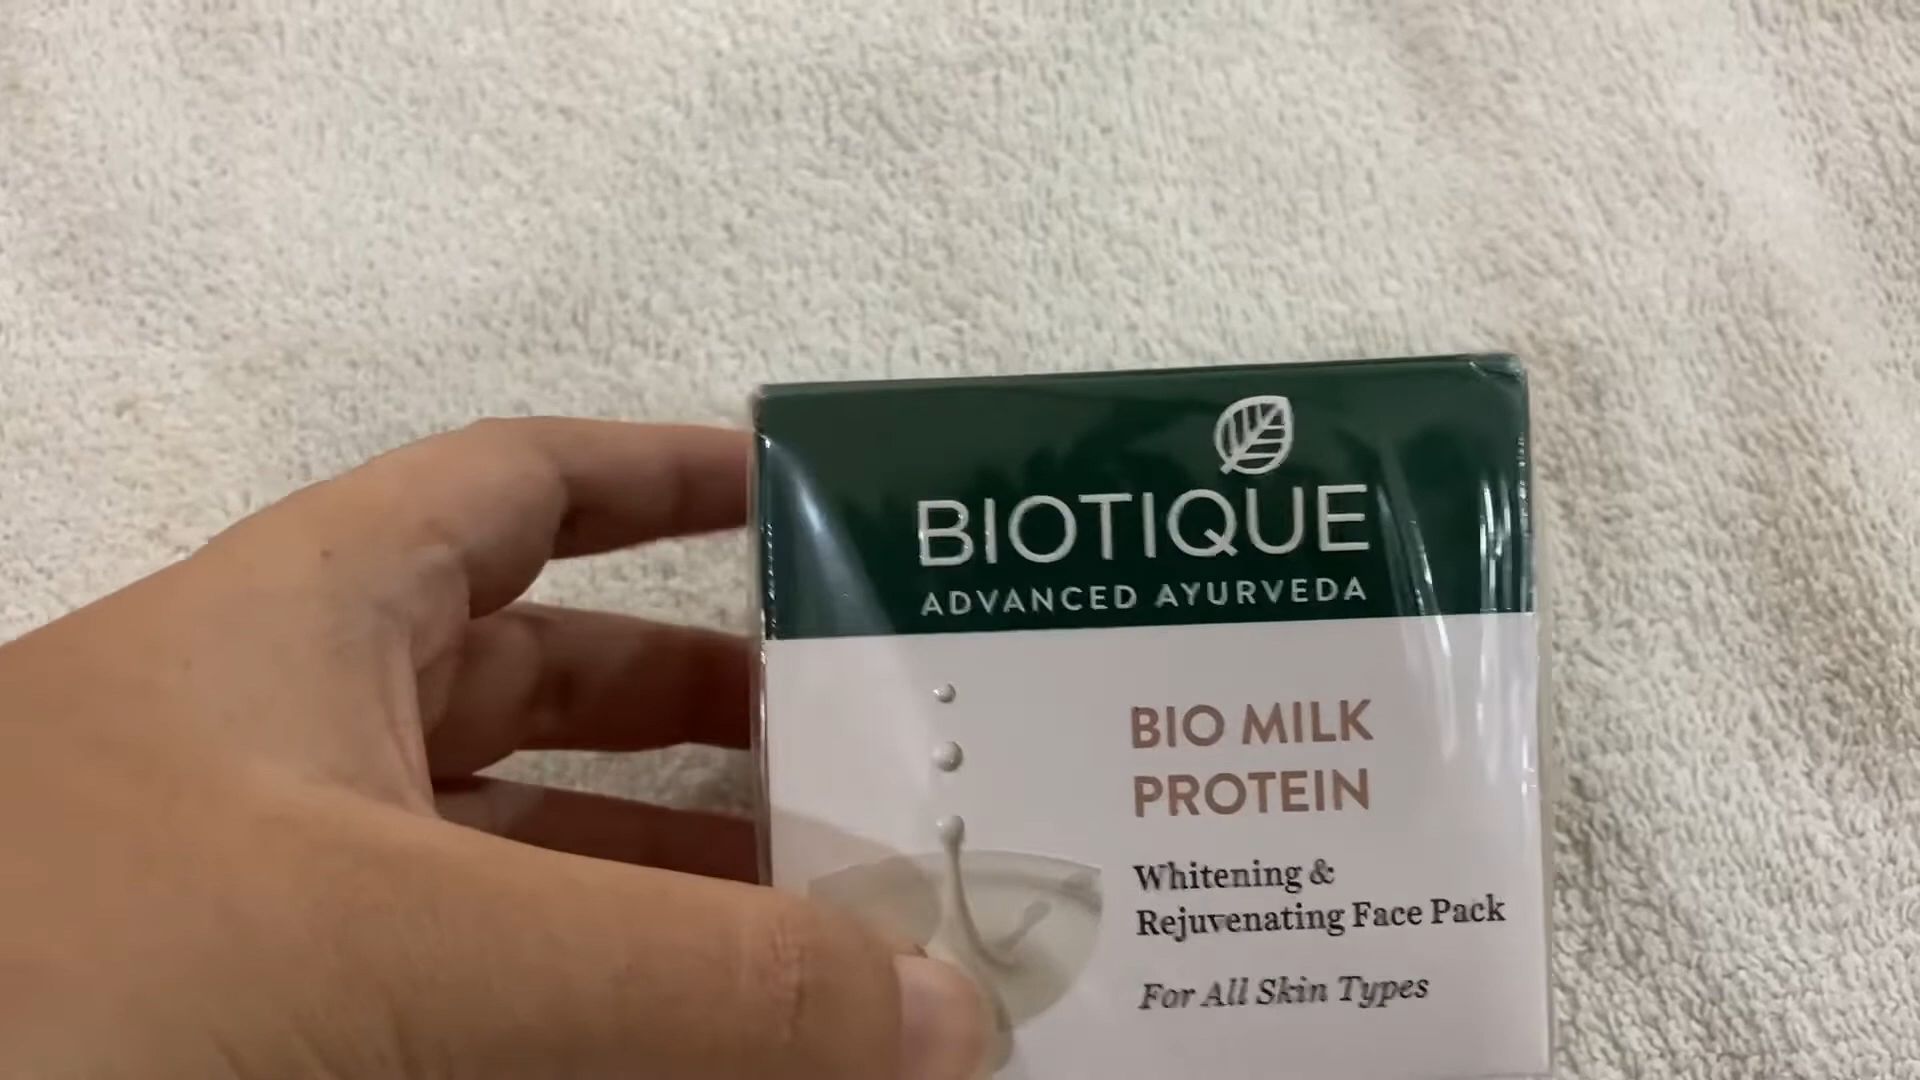 BIOTIQUE
ADVANCED AYURVEDA
BIO MILK
PROTEIN
Whitening &
Rejuvenating Face Pack
For All Skin Types